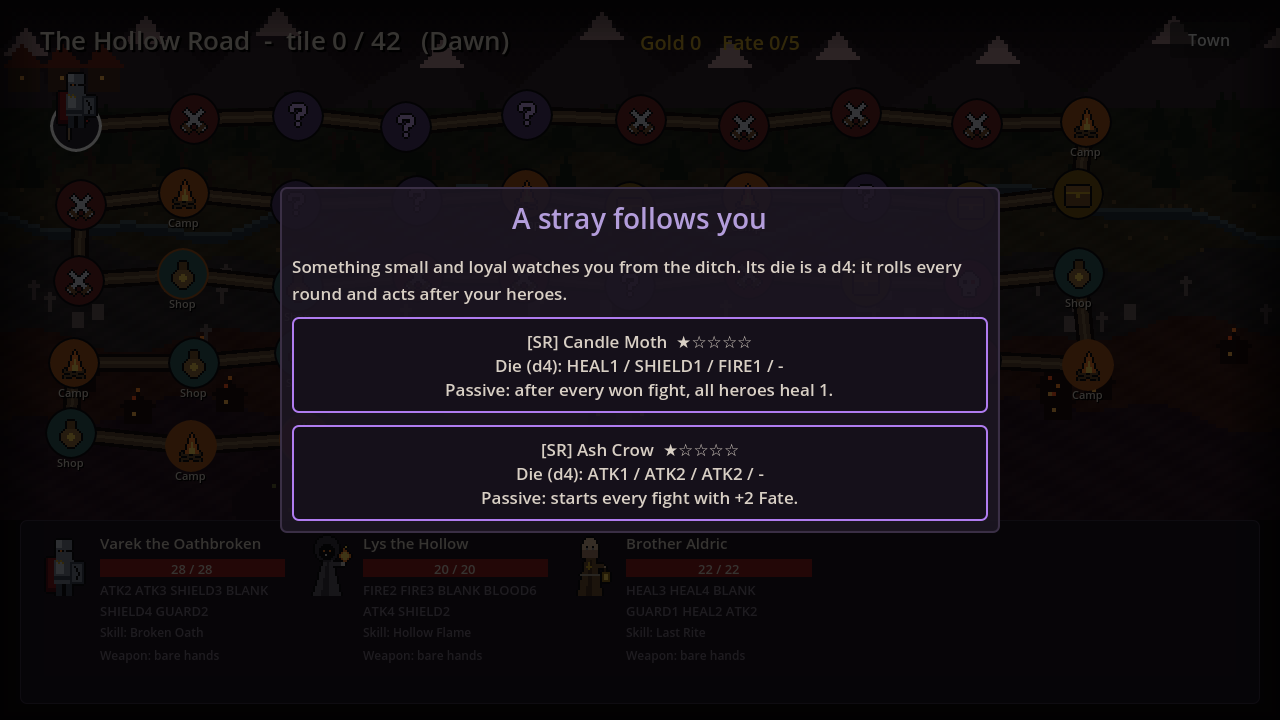 The Hollow Road - tile 0 / 42 (Dawn)
Gold 0 Fate 0/5
Town
Camp
Camp
Shop
Shop
Camp
Shop
Camp
Shop
Camp
A stray follows you
Something small and loyal watches you from the ditch. Its die is a d4: it rolls every
round and acts after your heroes.
[SR] Candle Moth ★☆☆☆☆
Die (d4): HEAL1 / SHIELD1 / FIRE1 / -
Passive: after every won fight, all heroes heal 1.
[SR] Ash Crow ★☆☆☆☆
Die (d4): ATK1 / ATK2 / ATK2 / -
Passive: starts every fight with +2 Fate.
Varek the Oathbroken
28 / 28
ATK2 ATK3 SHIELD3 BLANK
SHIELD4 GUARD2
Skill: Broken Oath
Weapon: bare hands
Lys the Hollow
20 / 20
FIRE2 FIRE3 BLANK BLOOD6
ATK4 SHIELD2
Skill: Hollow Flame
Weapon: bare hands
Brother Aldric
22 / 22
HEAL3 HEAL4 BLANK
GUARD1 HEAL2 ATK2
Skill: Last Rite
Weapon: bare hands